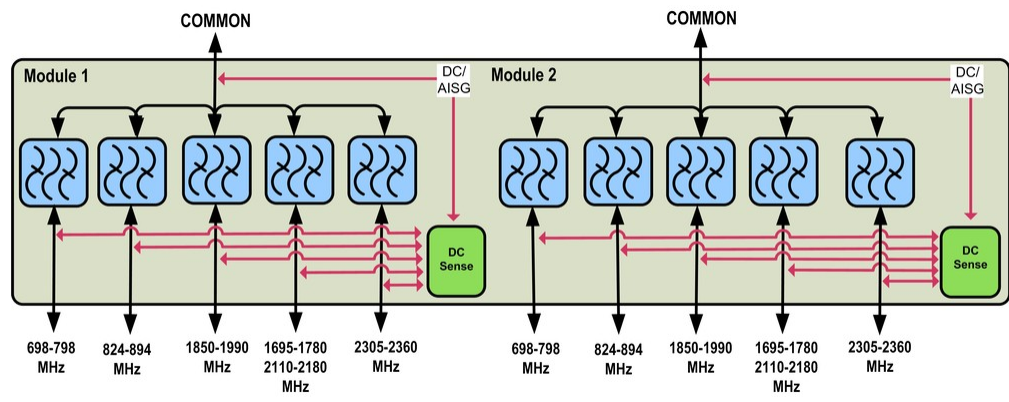 COMMON
COMMON
Module 1
DC/
AISG
Module 2
DC/
AISG
DC
Sense
DC
Sense
698-798
MHz
824-894
MHz
1850-1990
MHz
1695-1780
2110-2180
MHz
2305-2360
MHz
698-798
MHz
824-894
MHz
1850-1990
MHz
1695-1780
2110-2180
MHz
2305-2360
MHz